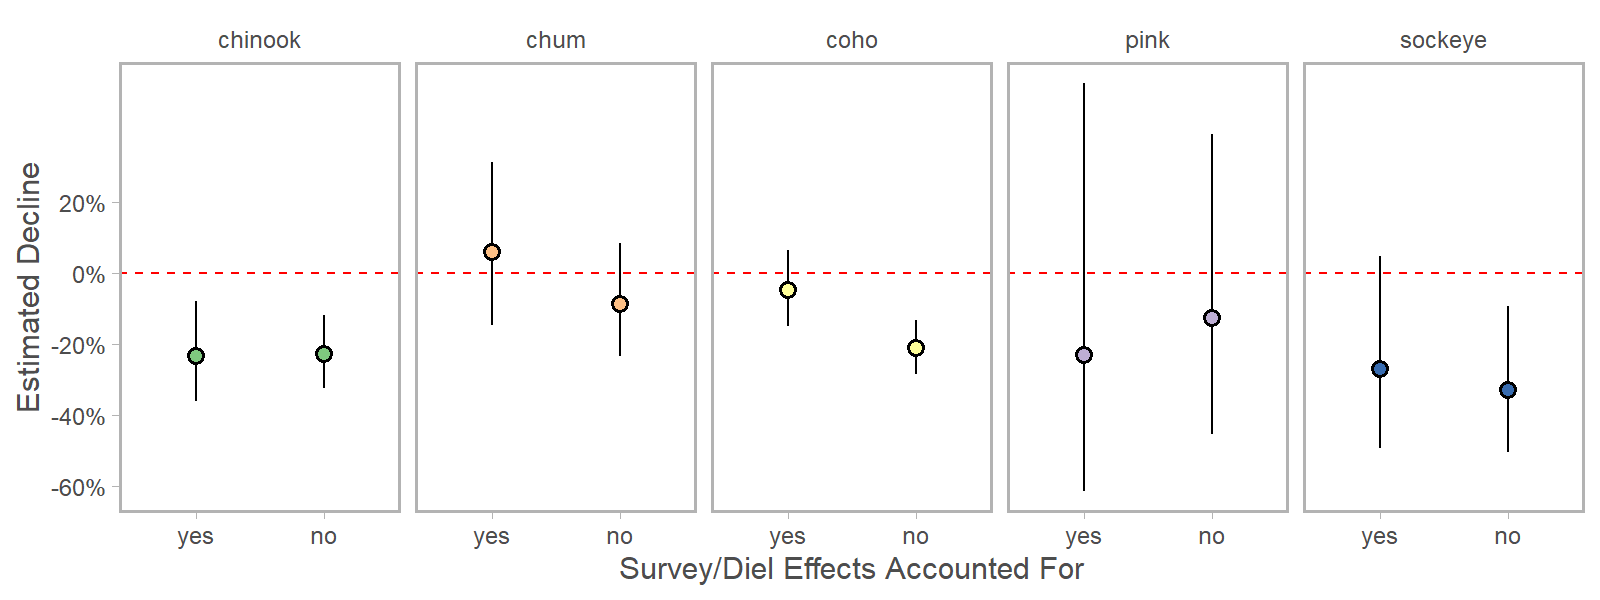 chinook chum coho pink sockeye
Estimated Decline
20%
0%
-20%
-40%
-60%
yes no yes no yes no yes no yes no
Survey/Diel Effects Accounted For